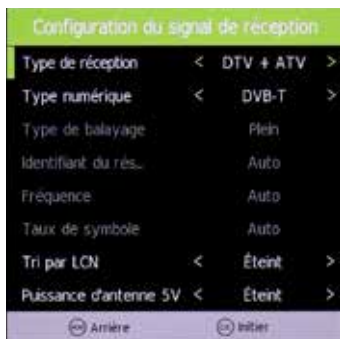 Configuration du signal de réception
Type de réception < DTV + ATV >
Type numérique < DVB-T >
Type de balayage Plein
Identifiant du rés... Auto
Fréquence Auto
Taux de symbole Auto
Tri par LCN < Éteint >
Puissance d'antenne 5V < Éteint >
Arrière Initier